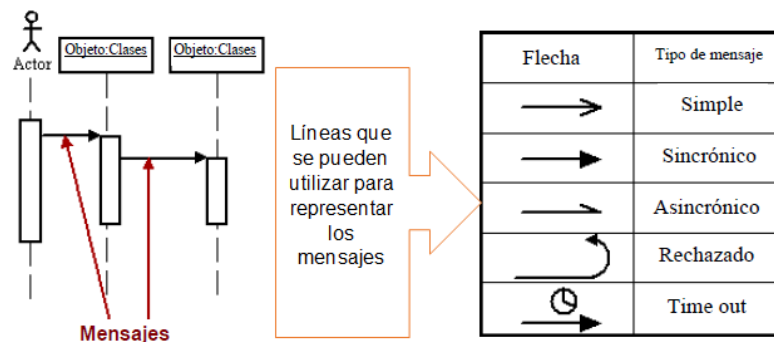 Actor
Objeto:Clases
Objeto:Clases
Mensajes
Líneas que
se pueden
utilizar para
representar
los
mensajes
Flecha Tipo de mensaje
Simple
Sincrónico
Asincrónico
Rechazado
Time out